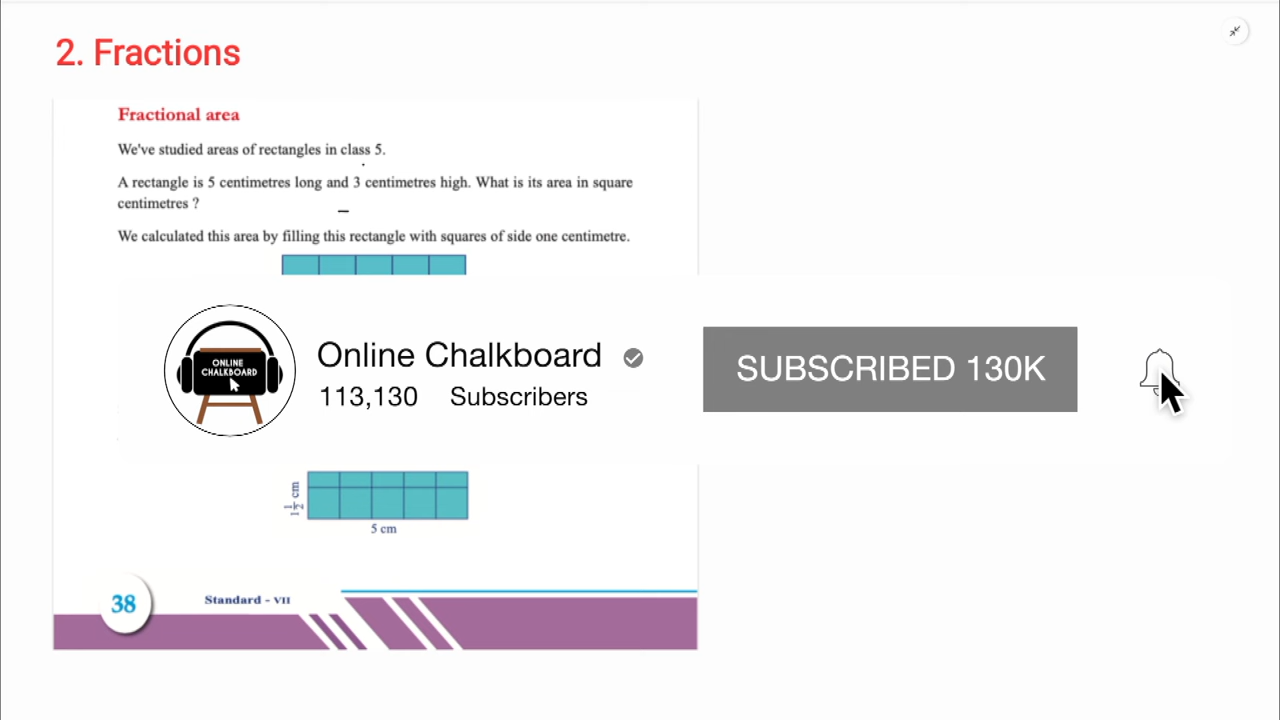 2. Fractions
Fractional area
We've studied areas of rectangles in class 5.
A rectangle is 5 centimetres long and 3 centimetres high. What is its area in square
centimetres ?
We calculated this area by filling this rectangle with squares of side one centimetre.
ONLINE
CHALKBOARD
Online Chalkboard
113,130 Subscribers
SUBSCRIBED 130K
1 1/2 cm
5 cm
38
Standard - VII